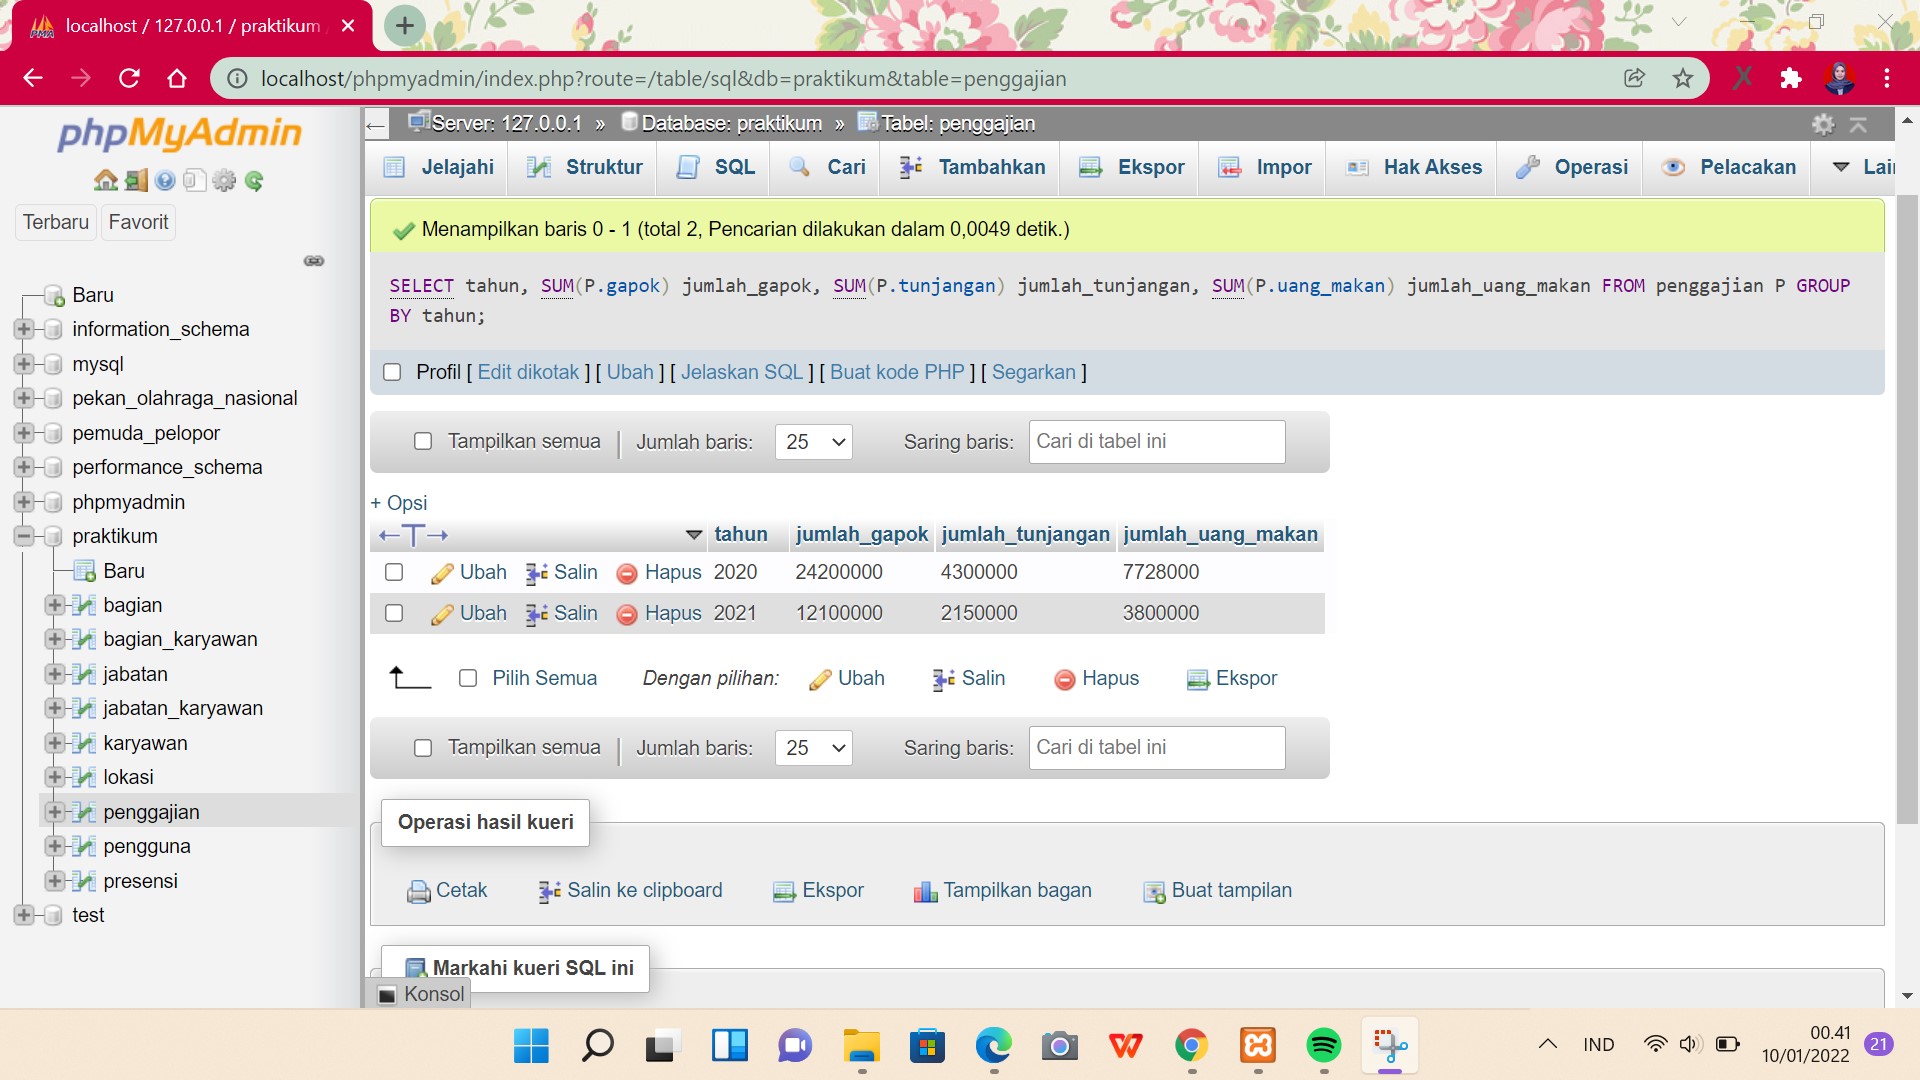 localhost / 127.0.0.1 / praktikum
localhost/phpmyadmin/index.php?route=/table/sql&db=praktikum&table=penggajian
phpMyAdmin
Terbaru Favorit
Baru
information_schema
mysql
pekan_olahraga_nasional
pemuda_pelopor
performance_schema
phpmyadmin
praktikum
Baru
bagian
bagian_karyawan
jabatan
jabatan_karyawan
karyawan
lokasi
penggajian
pengguna
presensi
test
Server: 127.0.0.1 » Database: praktikum » Tabel: penggajian
Jelajahi Struktur SQL Cari Tambahkan Ekspor Impor Hak Akses Operasi Pelacakan Lai
Menampilkan baris 0 - 1 (total 2, Pencarian dilakukan dalam 0,0049 detik.)
SELECT tahun, SUM(P.gapok) jumlah_gapok, SUM(P.tunjangan) jumlah_tunjangan, SUM(P.uang_makan) jumlah_uang_makan FROM penggajian P GROUP
BY tahun;
Profil [ Edit dikotak ] [ Ubah ] [ Jelaskan SQL ] [ Buat kode PHP ] [ Segarkan ]
Tampilkan semua | Jumlah baris: 25 Saring baris: Cari di tabel ini
+ Opsi
←T→ tahun jumlah_gapok jumlah_tunjangan jumlah_uang_makan
Ubah Salin Hapus 2020 24200000 4300000 7728000
Ubah Salin Hapus 2021 12100000 2150000 3800000
Pilih Semua Dengan pilihan: Ubah Salin Hapus Ekspor
Tampilkan semua | Jumlah baris: 25 Saring baris: Cari di tabel ini
Operasi hasil kueri
Cetak Salin ke clipboard Ekspor Tampilkan bagan Buat tampilan
Markahi kueri SQL ini
Konsol
IND 00.41
10/01/2022 21